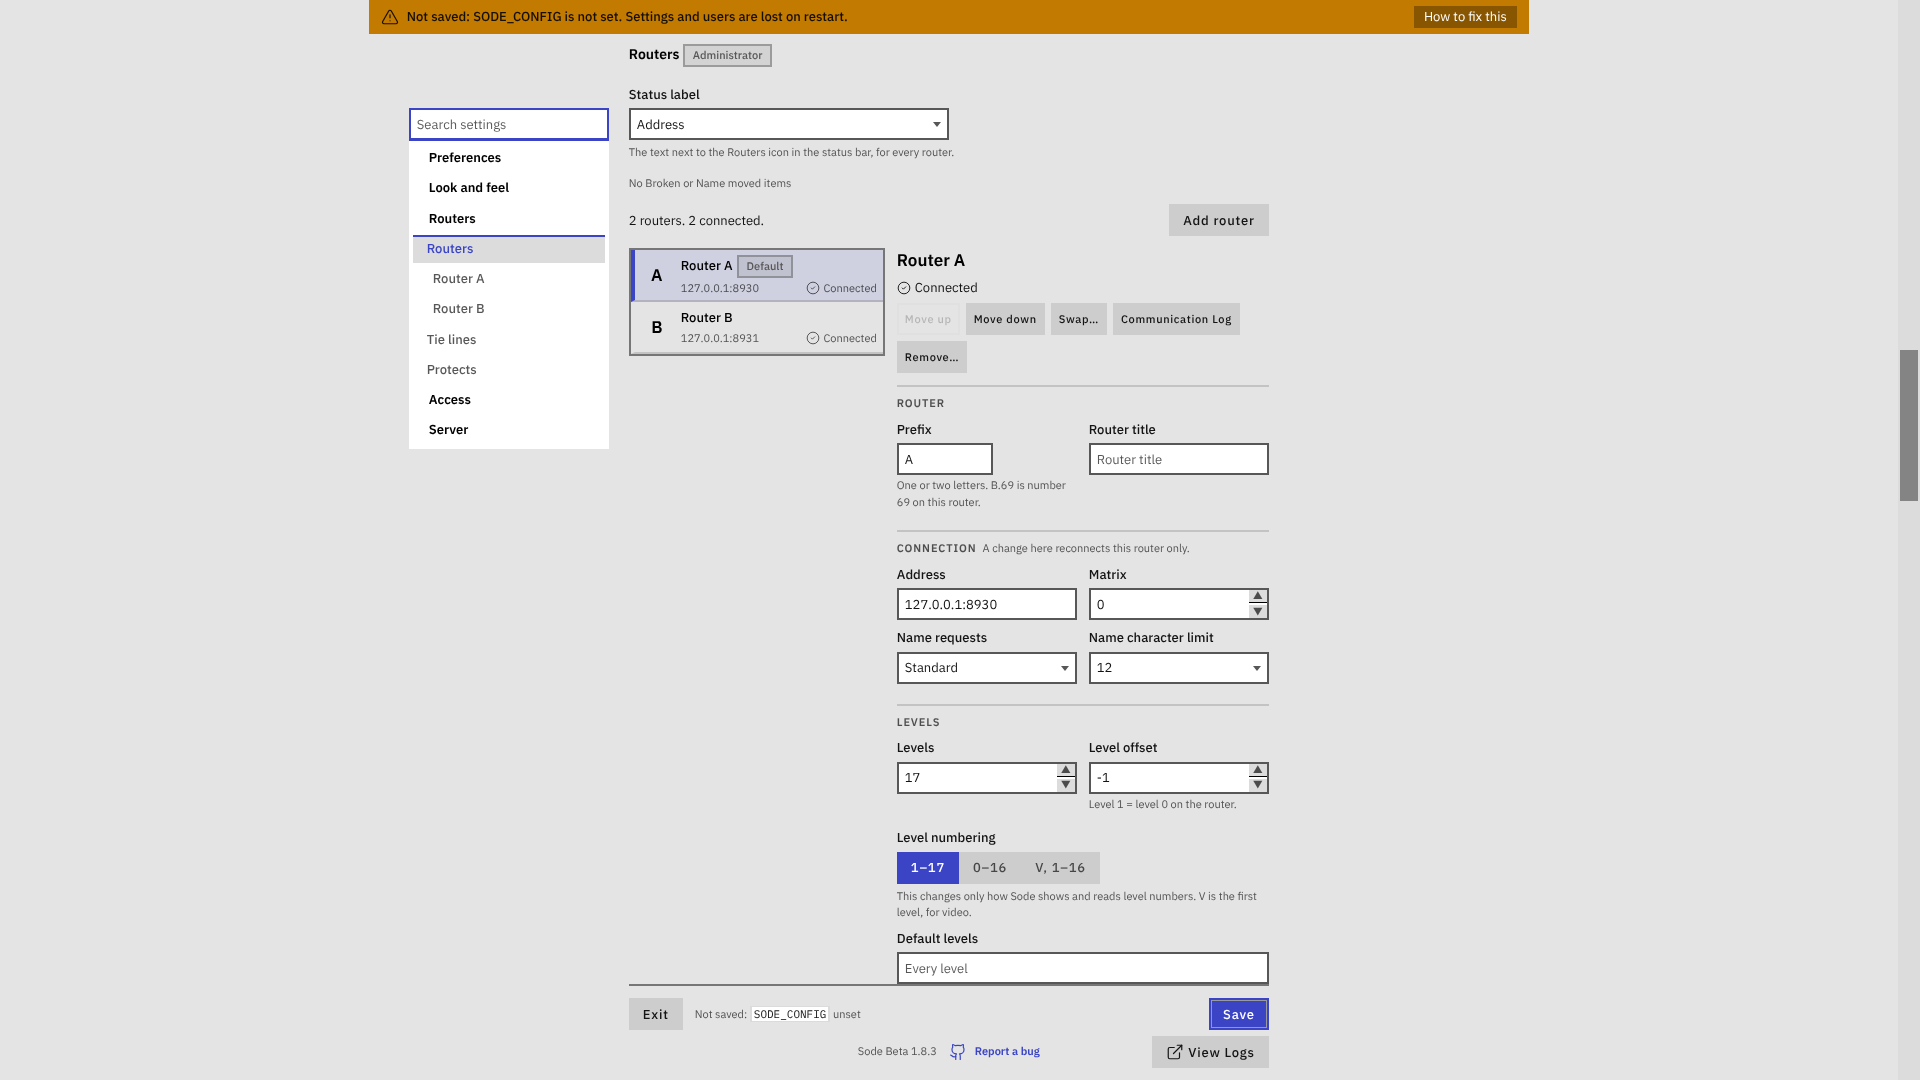 Not saved: SODE_CONFIG is not set. Settings and users are lost on restart.
How to fix this
Routers
Administrator
Status label
Search settings
Address
The text next to the Routers icon in the status bar, for every router.
Preferences
Look and feel
Routers
Routers
Router A
Router B
Tie lines
Protects
Access
Server
No Broken or Name moved items
2 routers. 2 connected.
Add router
A
Router A
Default
127.0.0.1:8930
Connected
B
Router B
127.0.0.1:8931
Connected
Router A
Connected
Move up
Move down
Swap...
Communication Log
Remove...
ROUTER
Prefix
Router title
A
Router title
One or two letters. B.69 is number
69 on this router.
CONNECTION A change here reconnects this router only.
Address
Matrix
127.0.0.1:8930
0
Name requests
Name character limit
Standard
12
LEVELS
Levels
Level offset
17
-1
Level 1 = level 0 on the router.
Level numbering
1–17
0–16
V, 1–16
This changes only how Sode shows and reads level numbers. V is the first
level, for video.
Default levels
Every level
Exit
Not saved: SODE_CONFIG unset
Save
Sode Beta 1.8.3
Report a bug
View Logs